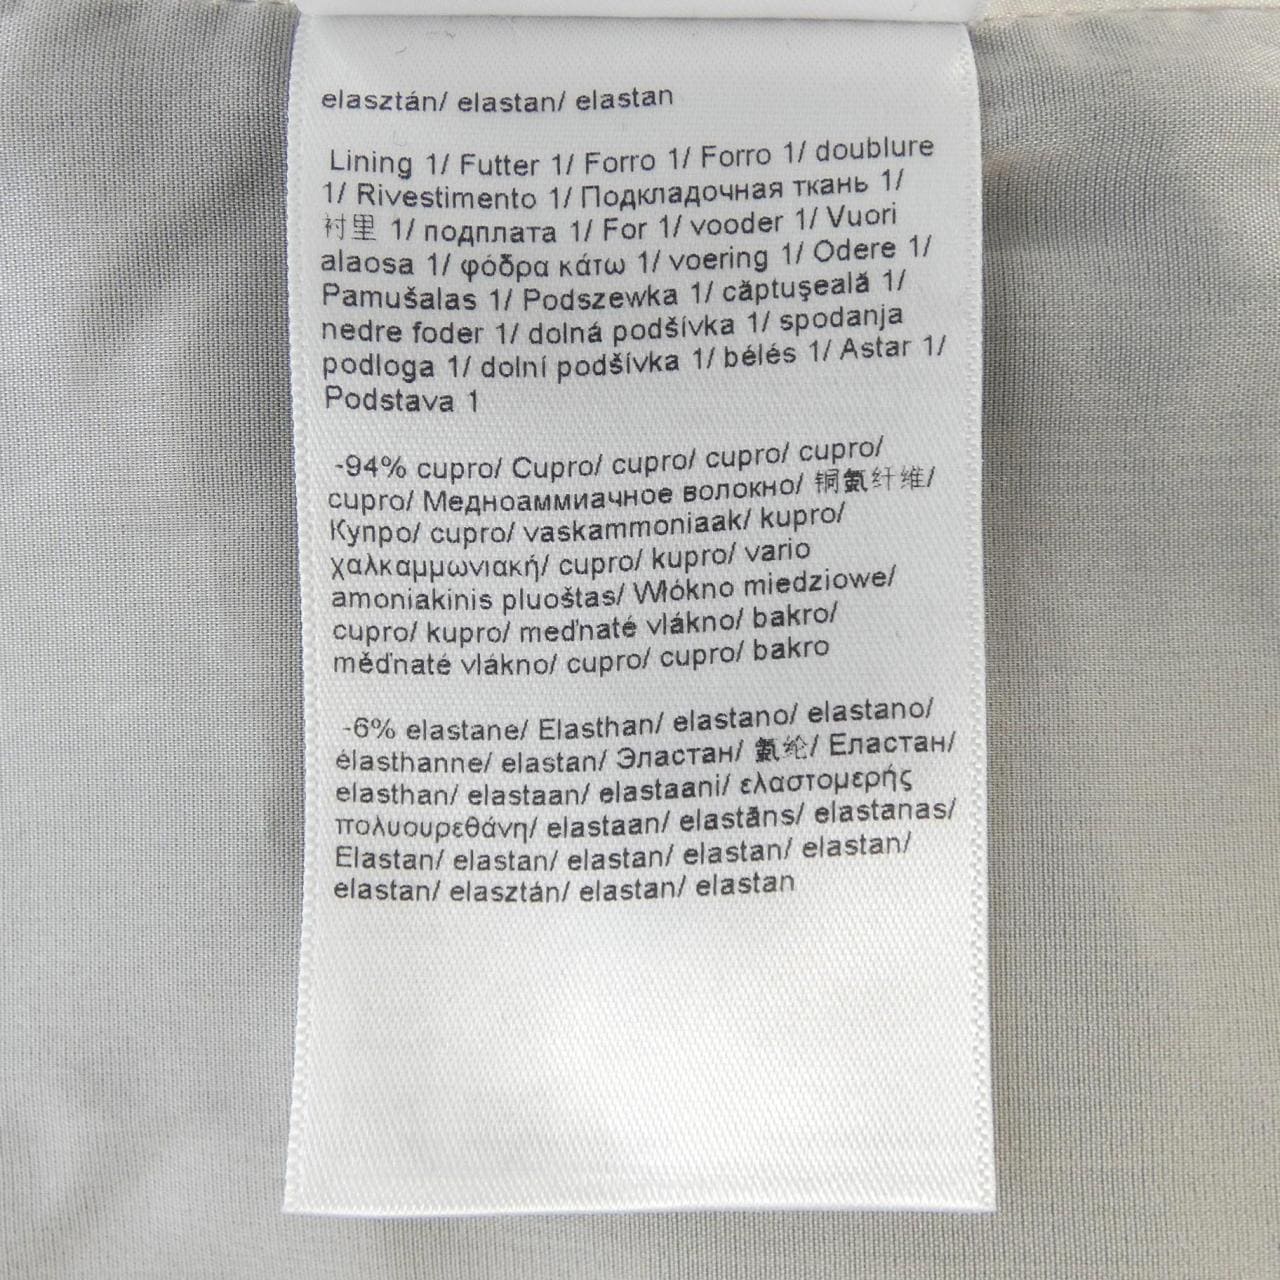 elasztán/ elastan/ elastan
Lining 1/ Futter 1/ Forro 1/ Forro 1/ doublure
1/ Rivestimento 1/ Подкладочная ткань 1/
衬里 1/ подплата 1/ For 1/ vooder 1/ Vuori
alaosa 1/ φόδρα κάτω 1/ voering 1/ Odere 1/
Pamušalas 1/ Podszewka 1/ căptuşeală 1/
nedre foder 1/ dolná podšívka 1/ spodanja
podloga 1/ dolní podšívka 1/ bélés 1/ Astar 1/
Podstava 1
-94% cupro/ Cupro/ cupro/ cupro/ cupro/
cupro/ Медноаммиачное волокно/ 铜氨纤维/
Купро/ cupro/ vaskammoniaak/ kupro/
χαλκαμμωνιακή/ cupro/ kupro/ vario
amoniakinis pluoštas/ Włókno miedziowe/
cupro/ kupro/ meďnaté vlákno/ bakro/
měďnaté vlákno/ cupro/ cupro/ bakro
-6% elastane/ Elasthan/ elastano/ elastano/
élasthanne/ elastan/ Эластан/ 氨纶/ Еластан/
elasthan/ elastaan/ elastaani/ ελαστομερής
πολυουρεθάνη/ elastaan/ elastāns/ elastanas/
Elastan/ elastan/ elastan/ elastan/ elastan/
elastan/ elasztán/ elastan/ elastan